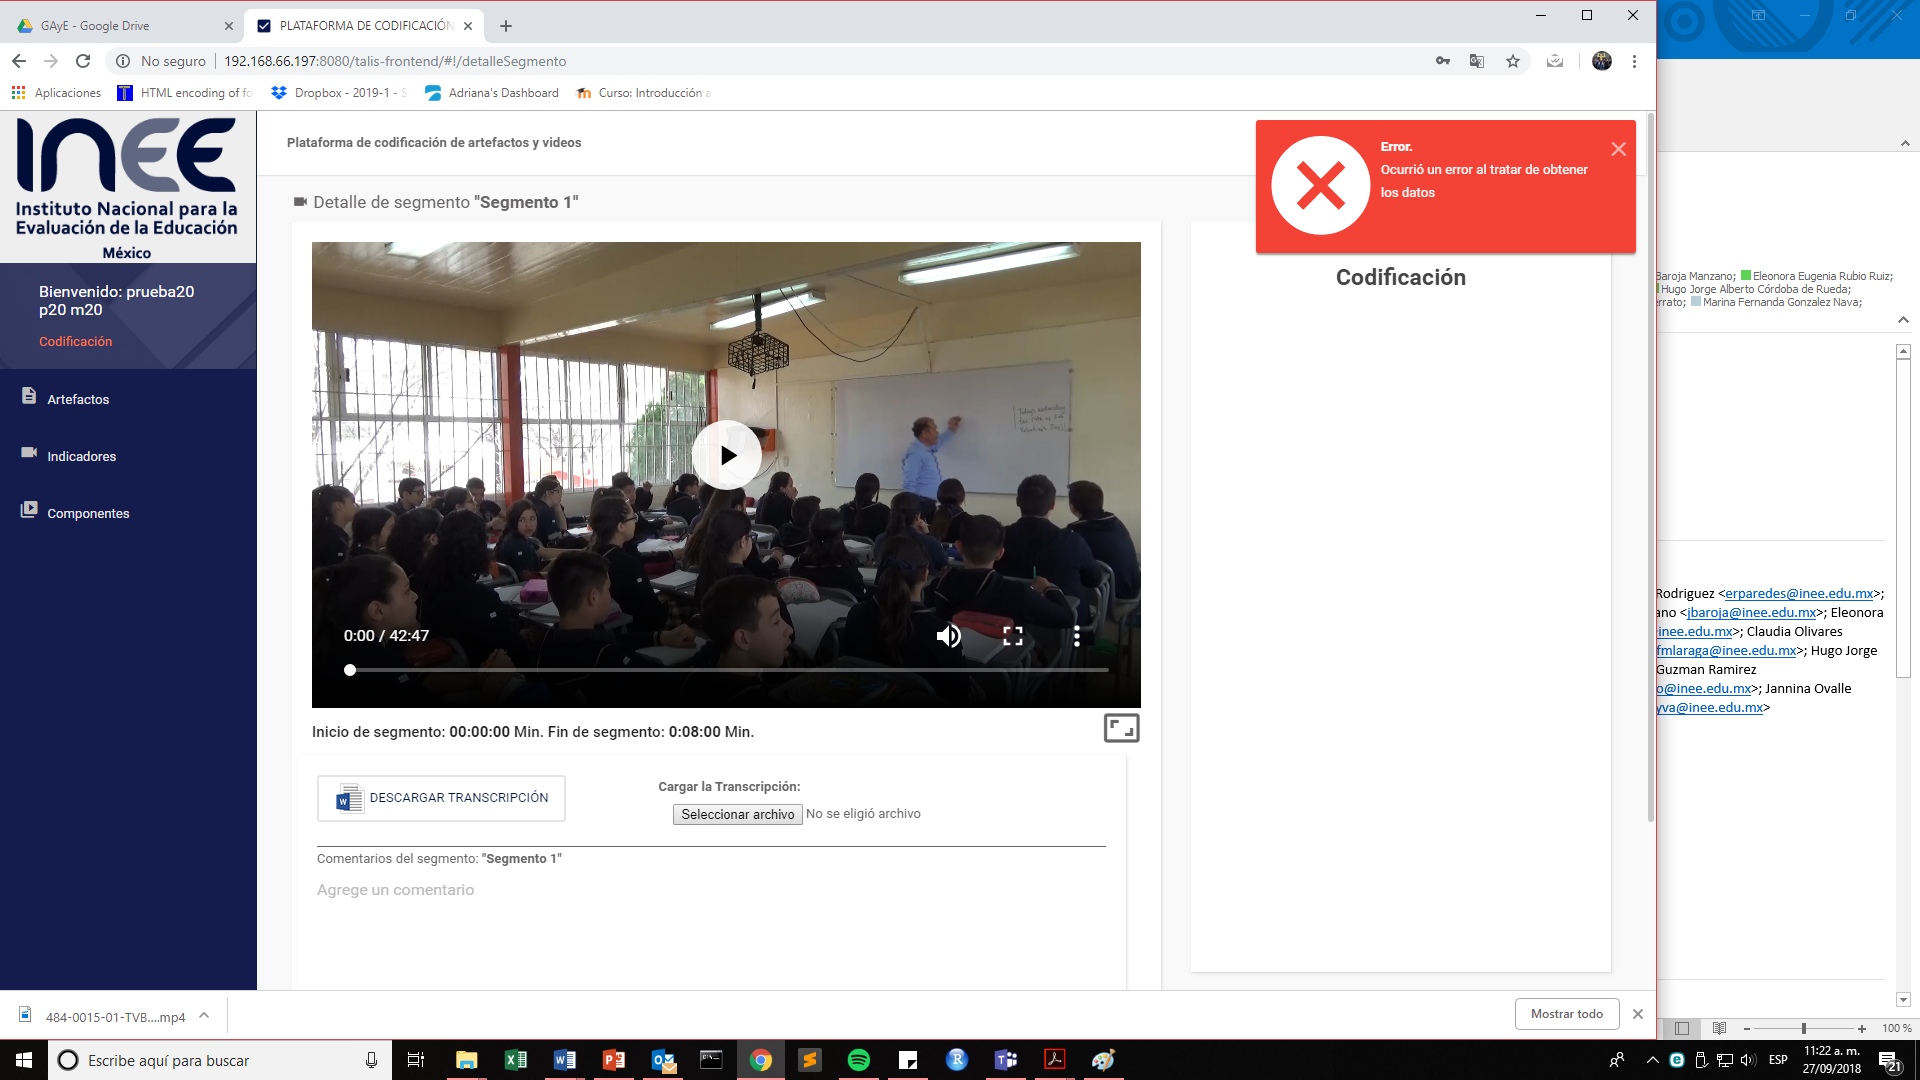 GAyE - Google Drive
PLATAFORMA DE CODIFICACIÓN
No seguro
192.168.66.197:8080/talis-frontend/#!/detalleSegmento
Aplicaciones
HTML encoding of fo
Dropbox - 2019-1 - S
Adriana's Dashboard
Curso: Introducción a
INEE
Instituto Nacional para la
Evaluación de la Educación
México
Bienvenido: prueba20
p20 m20
Codificación
Artefactos
Indicadores
Componentes
Plataforma de codificación de artefactos y videos
Error.
Ocurrió un error al tratar de obtener
los datos
Detalle de segmento "Segmento 1"
Codificación
0:00 / 42:47
Inicio de segmento: 00:00:00 Min. Fin de segmento: 0:08:00 Min.
DESCARGAR TRANSCRIPCIÓN
Cargar la Transcripción:
Seleccionar archivo No se eligió archivo
Comentarios del segmento: "Segmento 1"
Agrege un comentario
Baroja Manzano; Eleonora Eugenia Rubio Ruiz;
Hugo Jorge Alberto Córdoba de Rueda;
rrato; Marina Fernanda Gonzalez Nava;
Rodriguez <erparedes@inee.edu.mx>;
ano <jbaroja@inee.edu.mx>; Eleonora
inee.edu.mx>; Claudia Olivares
fmlaraga@inee.edu.mx>; Hugo Jorge
Guzman Ramirez
o@inee.edu.mx>; Jannina Ovalle
yva@inee.edu.mx>
484-0015-01-TVB....mp4
Mostrar todo
100 %
Escribe aquí para buscar
ESP
11:22 a. m.
27/09/2018
21